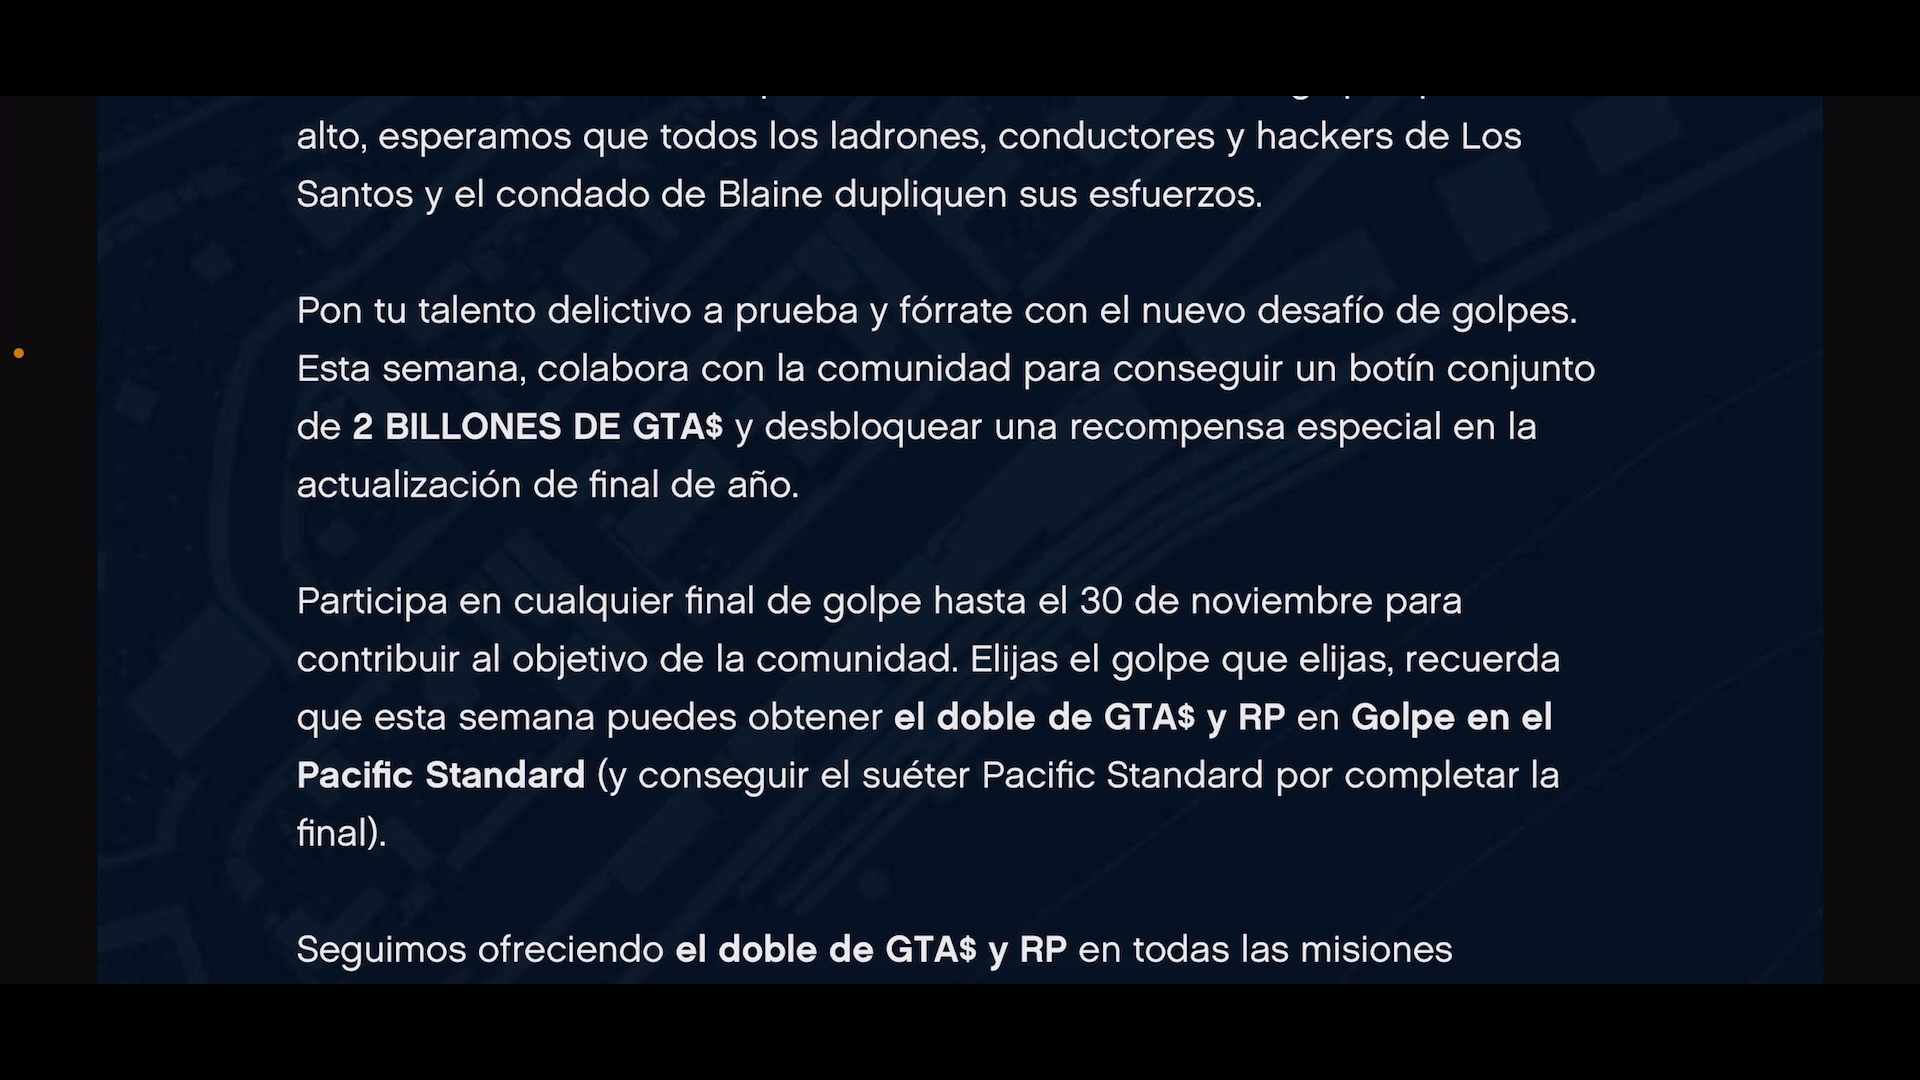 alto, esperamos que todos los ladrones, conductores y hackers de Los
Santos y el condado de Blaine dupliquen sus esfuerzos.
Pon tu talento delictivo a prueba y fórrate con el nuevo desafío de golpes.
Esta semana, colabora con la comunidad para conseguir un botín conjunto
de 2 BILLONES DE GTA$ y desbloquear una recompensa especial en la
actualización de final de año.
Participa en cualquier final de golpe hasta el 30 de noviembre para
contribuir al objetivo de la comunidad. Elijas el golpe que elijas, recuerda
que esta semana puedes obtener el doble de GTA$ y RP en Golpe en el
Pacific Standard (y conseguir el suéter Pacific Standard por completar la
final).
Seguimos ofreciendo el doble de GTA$ y RP en todas las misiones